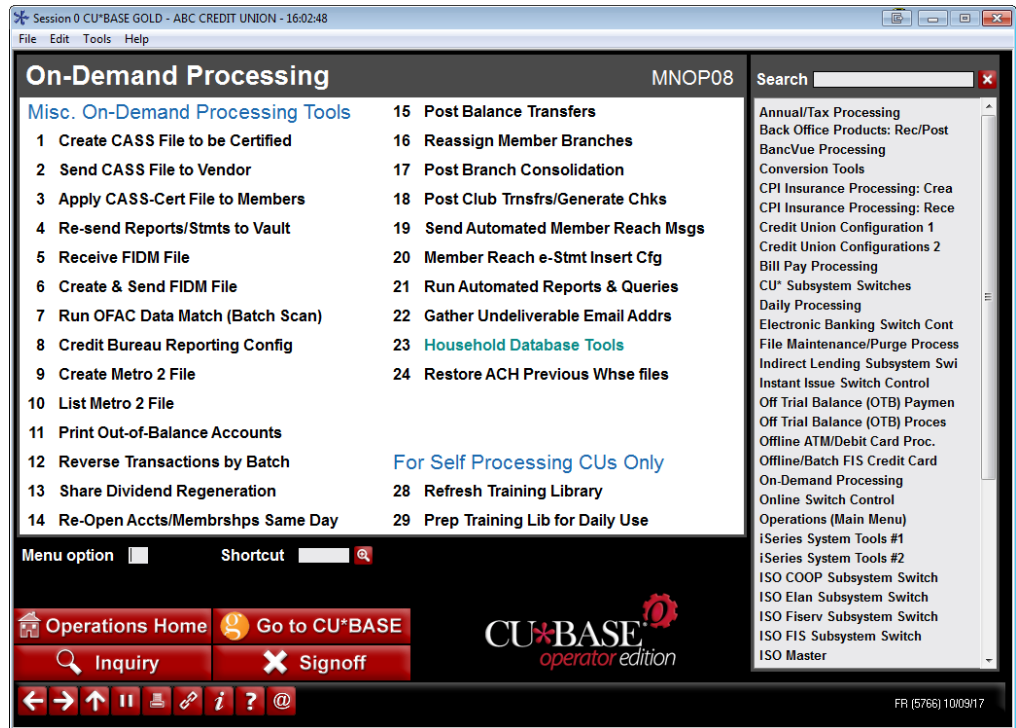 Session 0 CU*BASE GOLD - ABC CREDIT UNION - 16:02:48
File Edit Tools Help
On-Demand Processing MNOP08
Misc. On-Demand Processing Tools
1 Create CASS File to be Certified
2 Send CASS File to Vendor
3 Apply CASS-Cert File to Members
4 Re-send Reports/Stmts to Vault
5 Receive FIDM File
6 Create & Send FIDM File
7 Run OFAC Data Match (Batch Scan)
8 Credit Bureau Reporting Config
9 Create Metro 2 File
10 List Metro 2 File
11 Print Out-of-Balance Accounts
12 Reverse Transactions by Batch
13 Share Dividend Regeneration
14 Re-Open Accts/Membrshps Same Day
15 Post Balance Transfers
16 Reassign Member Branches
17 Post Branch Consolidation
18 Post Club Trnsfrs/Generate Chks
19 Send Automated Member Reach Msgs
20 Member Reach e-Stmt Insert Cfg
21 Run Automated Reports & Queries
22 Gather Undeliverable Email Addrs
23 Household Database Tools
24 Restore ACH Previous Whse files
For Self Processing CUs Only
28 Refresh Training Library
29 Prep Training Lib for Daily Use
Search
Annual/Tax Processing
Back Office Products: Rec/Post
BancVue Processing
Conversion Tools
CPI Insurance Processing: Crea
CPI Insurance Processing: Rece
Credit Union Configuration 1
Credit Union Configurations 2
Bill Pay Processing
CU* Subsystem Switches
Daily Processing
Electronic Banking Switch Cont
File Maintenance/Purge Process
Indirect Lending Subsystem Swi
Instant Issue Switch Control
Off Trial Balance (OTB) Paymen
Off Trial Balance (OTB) Proces
Offline ATM/Debit Card Proc.
Offline/Batch FIS Credit Card
On-Demand Processing
Online Switch Control
Operations (Main Menu)
iSeries System Tools #1
iSeries System Tools #2
ISO COOP Subsystem Switch
ISO Elan Subsystem Switch
ISO Fiserv Subsystem Switch
ISO FIS Subsystem Switch
ISO Master
Menu option Shortcut
Operations Home
g Go to CU*BASE
Inquiry
Signoff
CU*BASE
operator edition
i ? @
FR (5766) 10/09/17